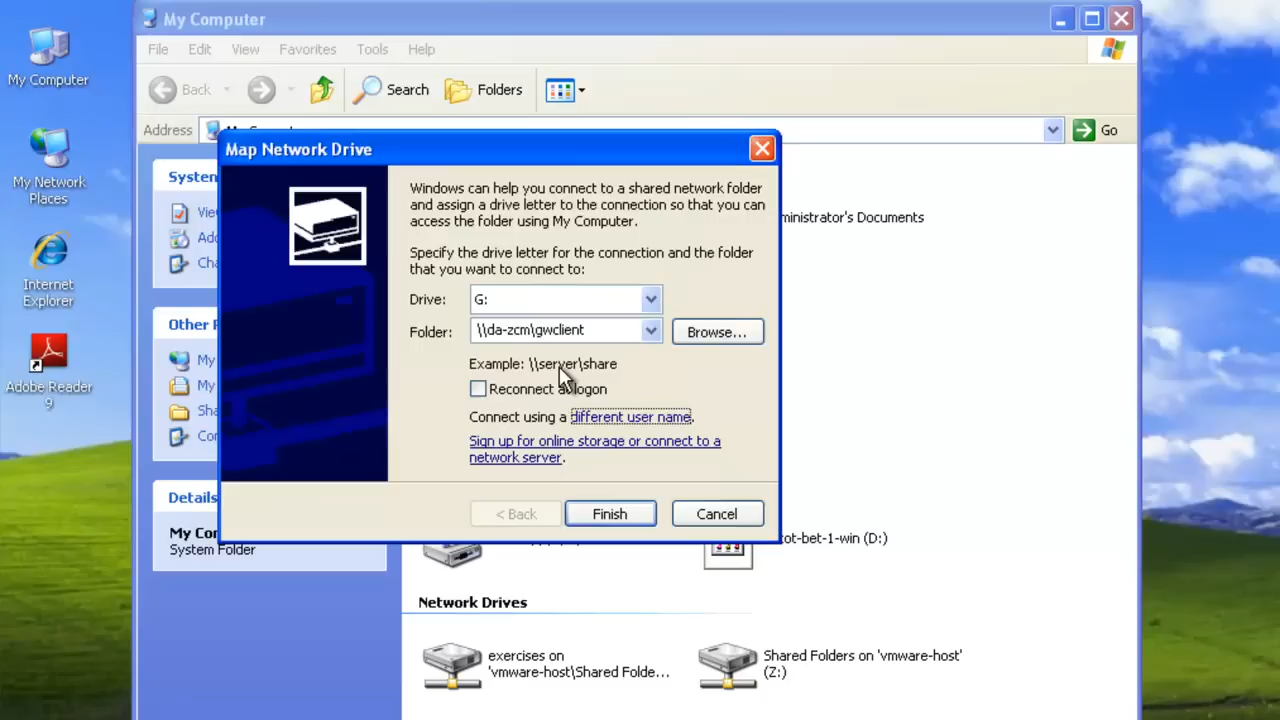 My Computer
File Edit View Favorites Tools Help
Back Search Folders
Address Go
My Computer
My Network
Places
Internet
Explorer
Adobe Reader
9
Map Network Drive
Windows can help you connect to a shared network folder
and assign a drive letter to the connection so that you can
access the folder using My Computer.
Specify the drive letter for the connection and the folder
that you want to connect to:
Drive: G:
Folder: \\da-zcm\gwclient Browse...
Example: \\server\share
Reconnect at logon
Connect using a different user name.
Sign up for online storage or connect to a
network server.
< Back Finish Cancel
System
Other
My
My
Details
My Co
System Folder
ministrator's Documents
ot-bet-1-win (D:)
Network Drives
exercises on
'vmware-host\Shared Folde...
Shared Folders on 'vmware-host'
(Z:)